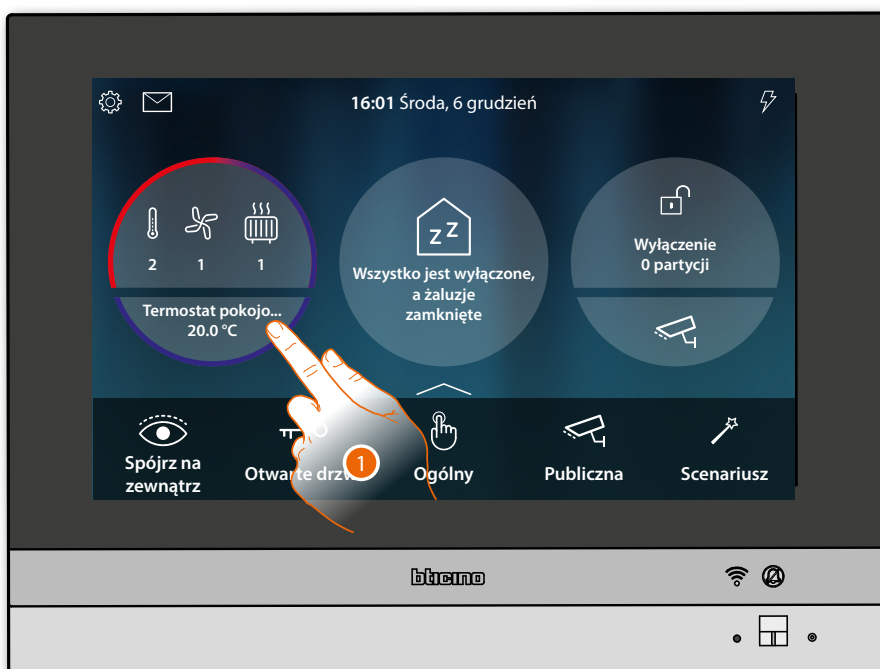 16:01 Środa, 6 grudzień
2 1 1
Termostat pokojo...
20.0 °C
zz
Wszystko jest wyłączone,
a żaluzje
zamknięte
Wyłączenie
0 partycji
Spójrz na
zewnątrz
Otwarte drzw
1
Ogólny
Publiczna
Scenariusz
bticino